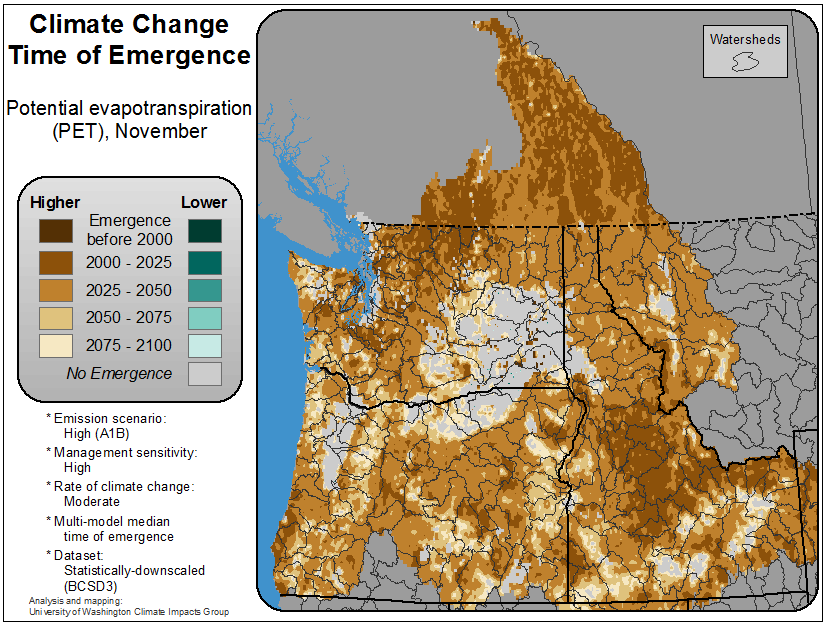 Climate Change
Time of Emergence
Potential evapotranspiration
(PET), November
Watersheds
Higher Lower
Emergence
before 2000
2000 - 2025
2025 - 2050
2050 - 2075
2075 - 2100
No Emergence
* Emission scenario:
High (A1B)
* Management sensitivity:
High
* Rate of climate change:
Moderate
* Multi-model median
time of emergence
* Dataset:
Statistically-downscaled
(BCSD3)
Analysis and mapping:
University of Washington Climate Impacts Group